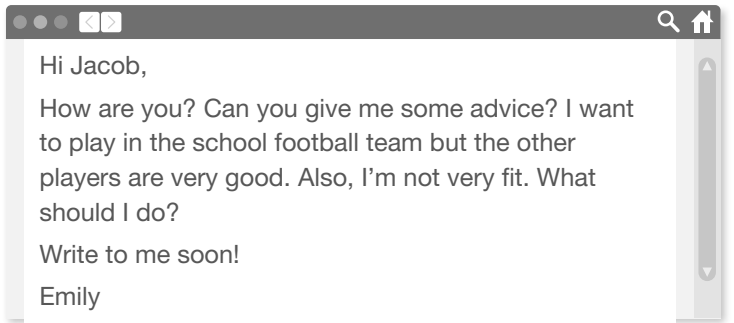 Hi Jacob,
How are you? Can you give me some advice? I want
to play in the school football team but the other
players are very good. Also, I'm not very fit. What
should I do?
Write to me soon!
Emily